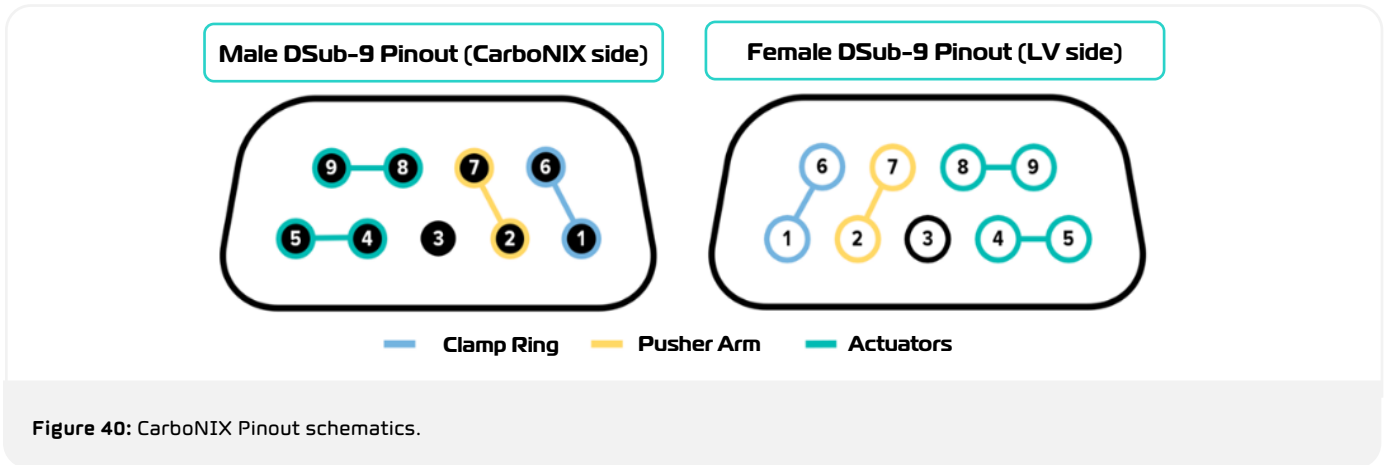 Male DSub-9 Pinout (CarboNIX side)
9 8 7 6
5 4 3 2 1
Female DSub-9 Pinout (LV side)
6 7 8 9
1 2 3 4 5
Clamp Ring Pusher Arm Actuators
Figure 40: CarboNIX Pinout schematics.